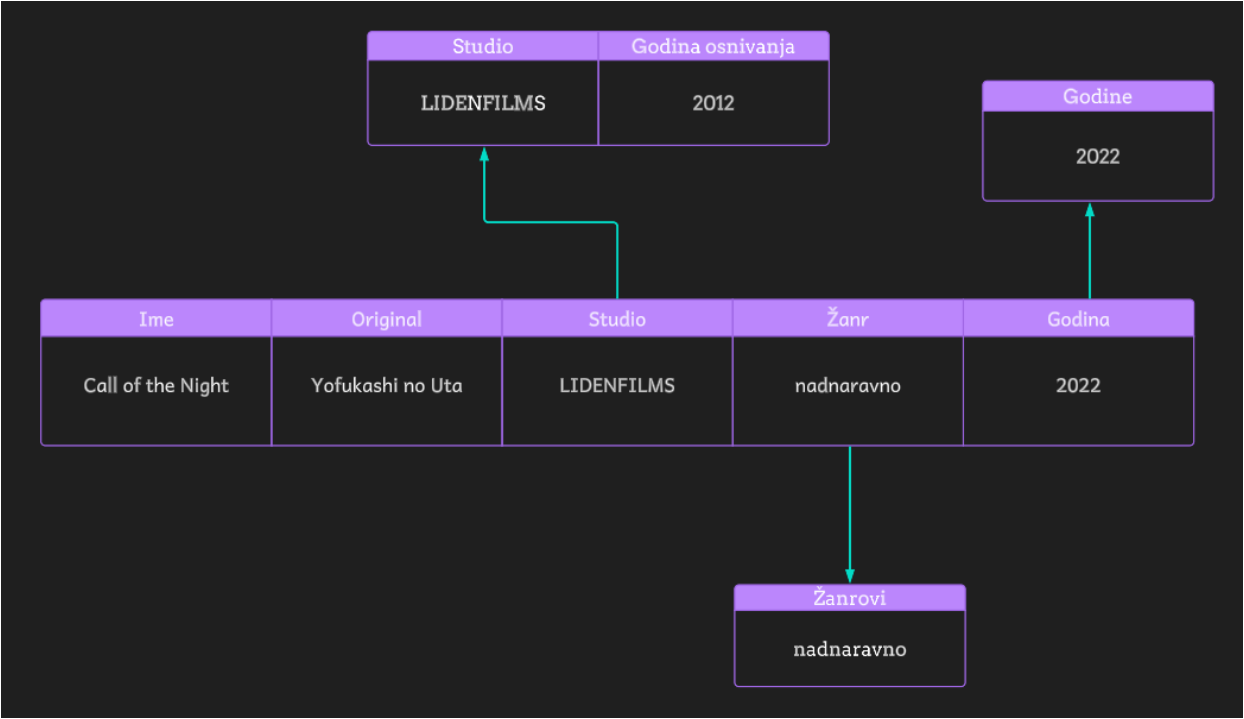 Studio Godina osnivanja
LIDENFILMS 2012
Godine
2022
Ime Original Studio Žanr Godina
Call of the Night Yofukashi no Uta LIDENFILMS nadnaravno 2022
Žanrovi
nadnaravno